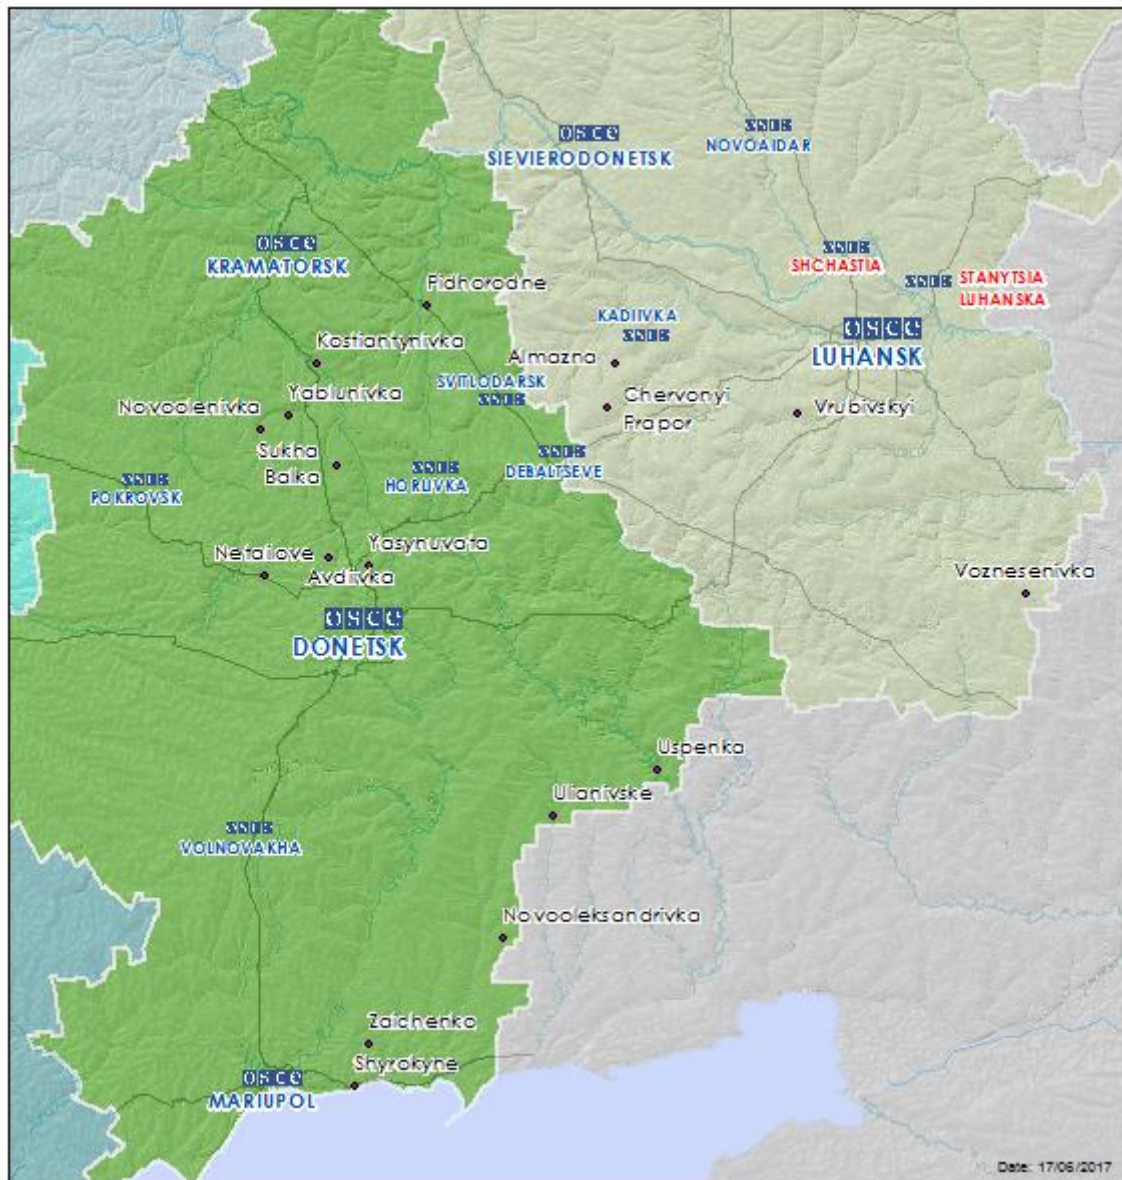 OSCE
SIEVIERODONETSK
NOVOAIDAR
OSCE
KRAMATORSK
SHCHASTIA
STANYTSIA
LUHANSKA
Pidhorodne
KADIIVKA
OSCE
LUHANSK
Kostiantynivka
Almazna
SVITLODARSK
Yablunivka
Novoolenivka
Chervonyi
Prapor
Vrubivskyi
Sukha
Balka
HORLIVKA
DEBALTSEVE
POKROVSK
Netailove
Yasynuvata
Avdiivka
Voznesenivka
OSCE
DONETSK
Uspenka
Ulianivske
VOLNOVAKHA
Novooleksandrivka
Zaichenko
Shyrokyne
OSCE
MARIUPOL
Date: 17/06/2017